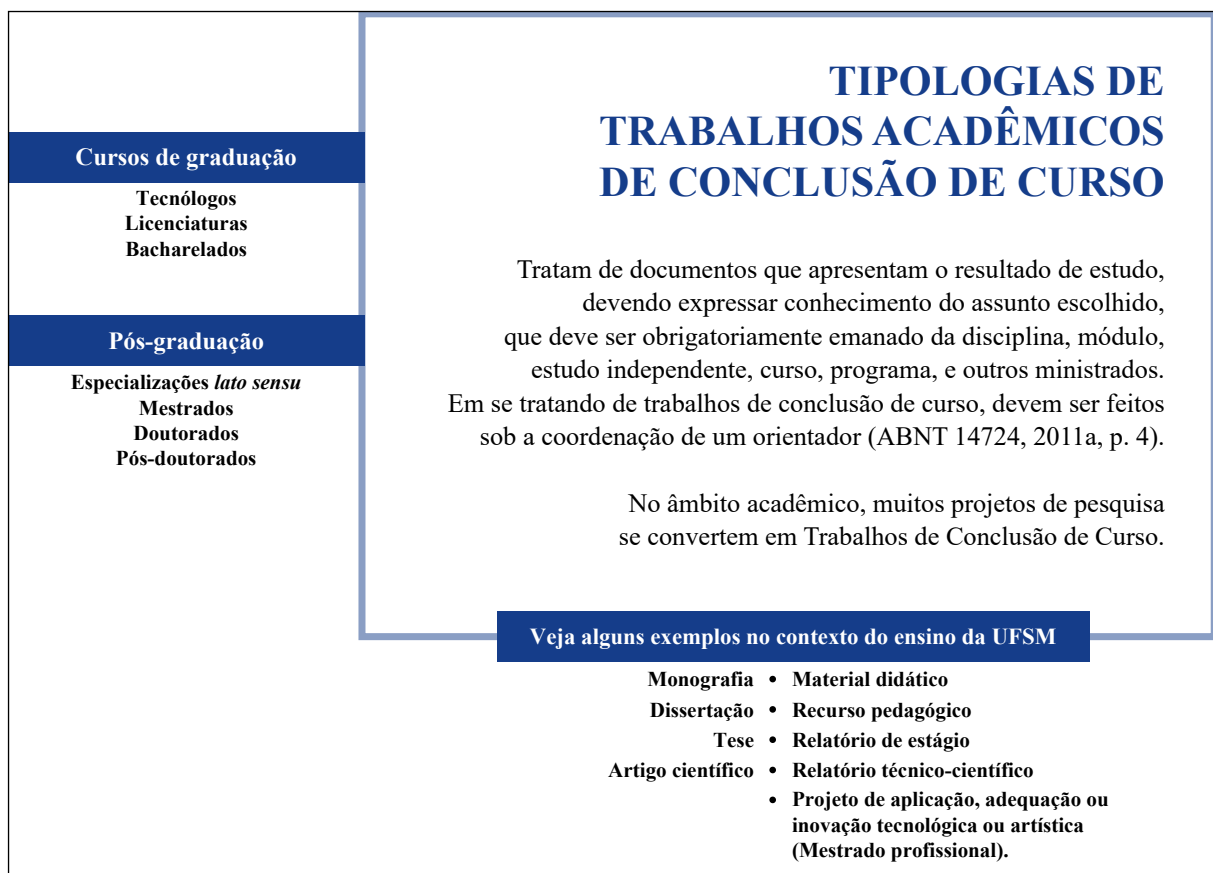 TIPOLOGIAS DE
TRABALHOS ACADÊMICOS
DE CONCLUSÃO DE CURSO
Cursos de graduação
Tecnólogos
Licenciaturas
Bacharelados
Pós-graduação
Especializações lato sensu
Mestrados
Doutorados
Pós-doutorados
Tratam de documentos que apresentam o resultado de estudo,
devendo expressar conhecimento do assunto escolhido,
que deve ser obrigatoriamente emanado da disciplina, módulo,
estudo independente, curso, programa, e outros ministrados.
Em se tratando de trabalhos de conclusão de curso, devem ser feitos
sob a coordenação de um orientador (ABNT 14724, 2011a, p. 4).
No âmbito acadêmico, muitos projetos de pesquisa
se convertem em Trabalhos de Conclusão de Curso.
Veja alguns exemplos no contexto do ensino da UFSM
Monografia • Material didático
Dissertação • Recurso pedagógico
Tese • Relatório de estágio
Artigo científico • Relatório técnico-científico
• Projeto de aplicação, adequação ou
inovação tecnológica ou artística
(Mestrado profissional).